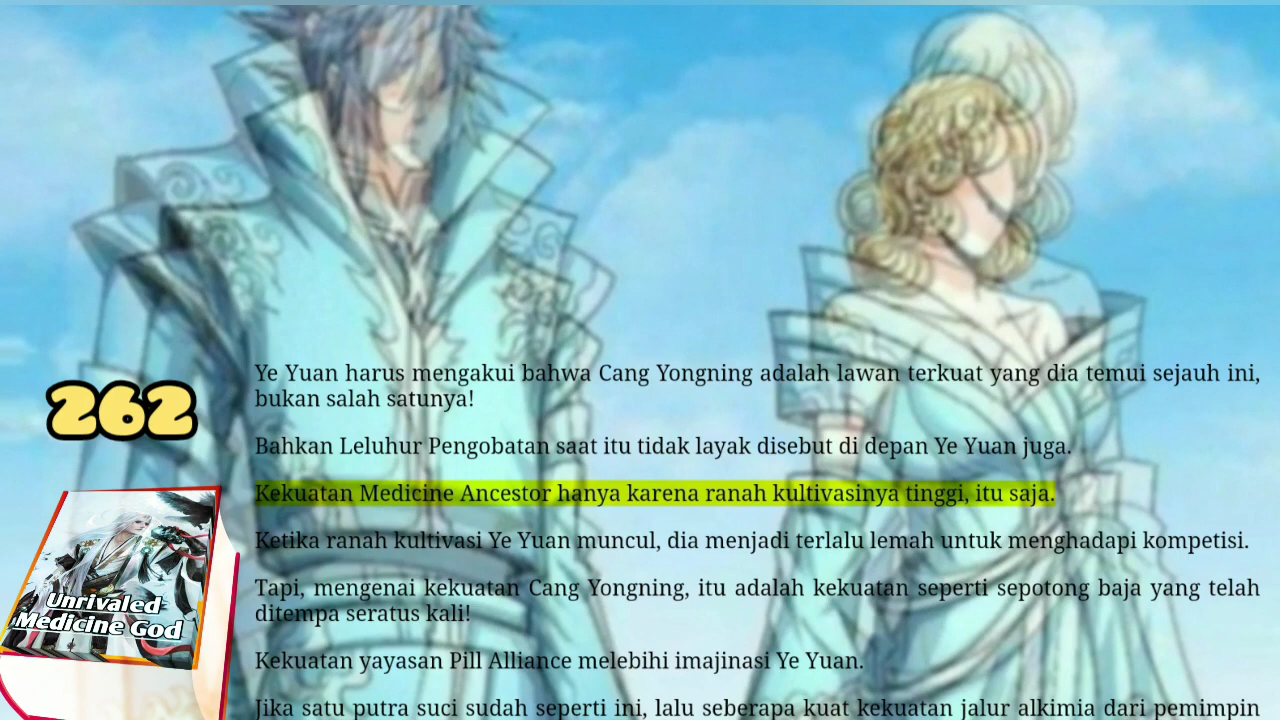 Ye Yuan harus mengakui bahwa Cang Yongning adalah lawan terkuat yang dia temui sejauh ini,
bukan salah satunya!
Bahkan Leluhur Pengobatan saat itu tidak layak disebut di depan Ye Yuan juga.
Kekuatan Medicine Ancestor hanya karena ranah kultivasinya tinggi, itu saja.
Ketika ranah kultivasi Ye Yuan muncul, dia menjadi terlalu lemah untuk menghadapi kompetisi.
Tapi, mengenai kekuatan Cang Yongning, itu adalah kekuatan seperti sepotong baja yang telah
ditempa seratus kali!
Kekuatan yayasan Pill Alliance melebihi imajinasi Ye Yuan.
Jika satu putra suci sudah seperti ini, lalu seberapa kuat kekuatan jalur alkimia dari pemimpin
262
Unrivaled
Medicine God